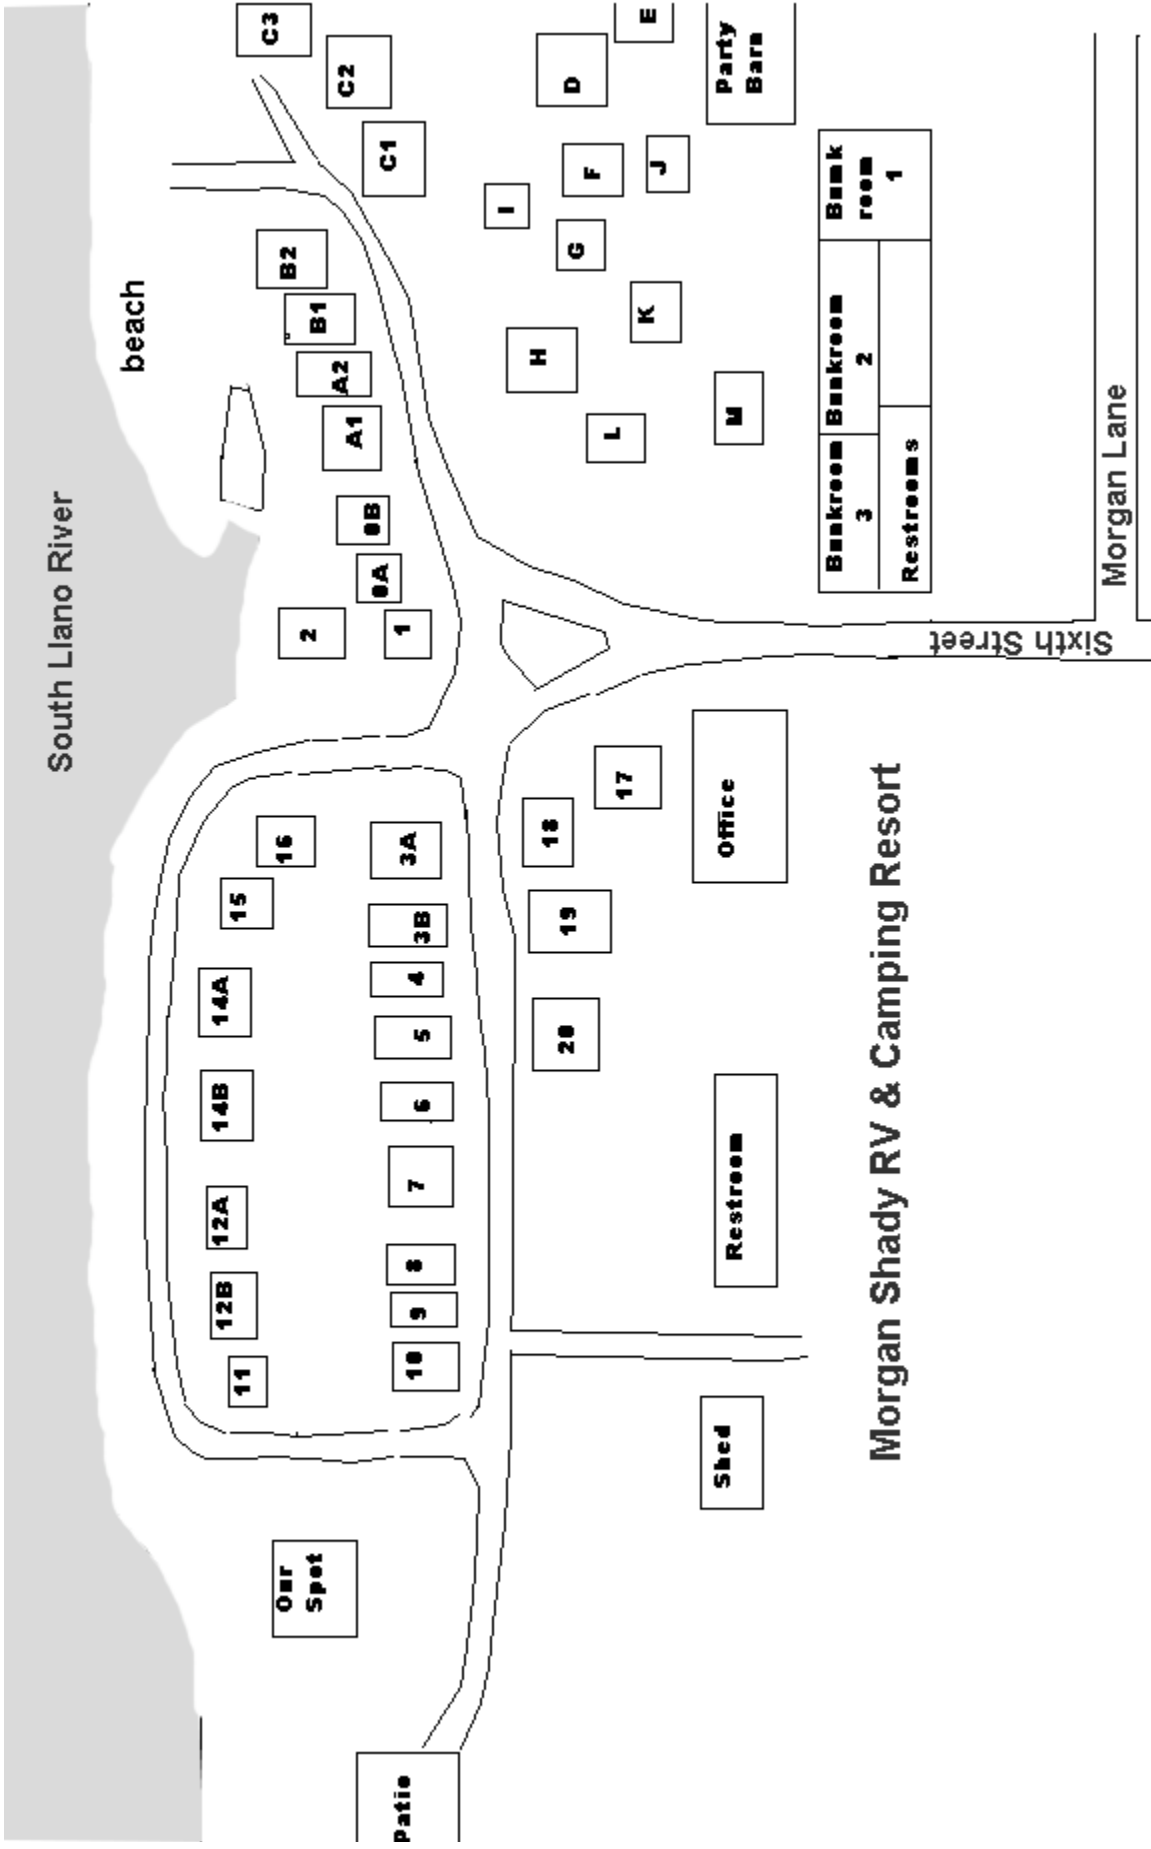 South Llano River
beach
11
12B
12A
14B
14A
15
16
2
B1
B2
C3
Our
Spot
Patio
10
9
8
7
6
5
4
3B
3A
1
0A
0B
A1
A2
C1
C2
20
19
18
17
L
H
K
M
G
I
F
J
D
E
Party
Barn
Shed
Restroom
Office
Bunkroom
3
Bunkroom
2
Bunk
room
1
Restrooms
Morgan Shady RV & Camping Resort
Sixth Street
Morgan Lane